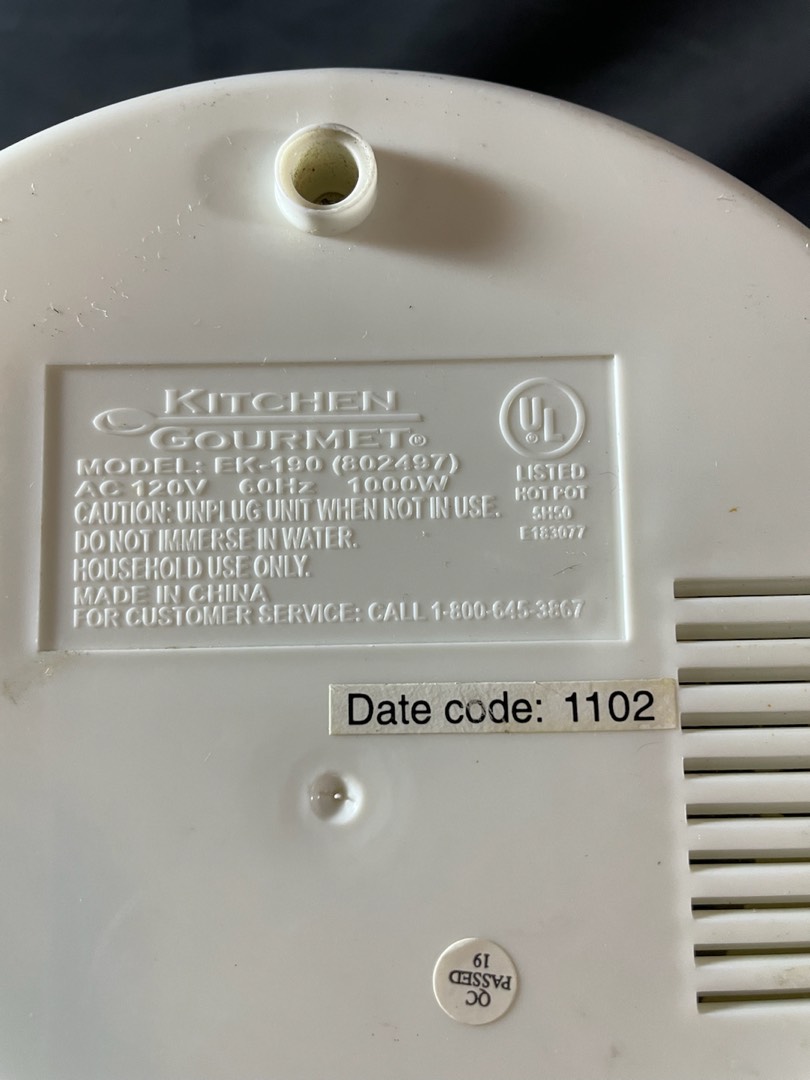 KITCHEN
GOURMET®
MODEL: EK-190 (802497)
AC 120V 60Hz 1000W
CAUTION: UNPLUG UNIT WHEN NOT IN USE.
DO NOT IMMERSE IN WATER.
HOUSEHOLD USE ONLY.
MADE IN CHINA
FOR CUSTOMER SERVICE: CALL 1-800-645-3867
UL®
LISTED
HOT POT
5H50
E183077
Date code: 1102
QC
PASSED
19